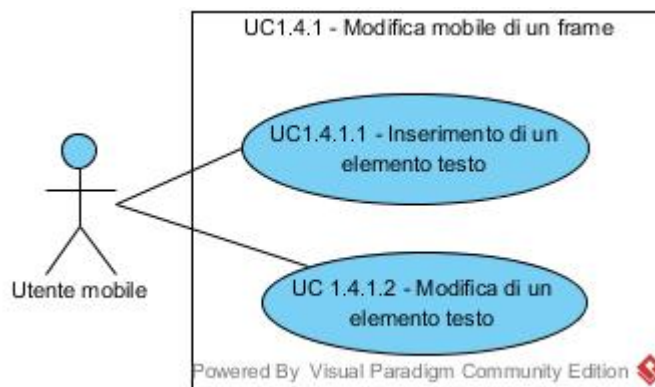 UC1.4.1 - Modifica mobile di un frame
UC1.4.1.1 - Inserimento di un
elemento testo
Utente mobile
UC 1.4.1.2 - Modifica di un
elemento testo
Powered By Visual Paradigm Community Edition